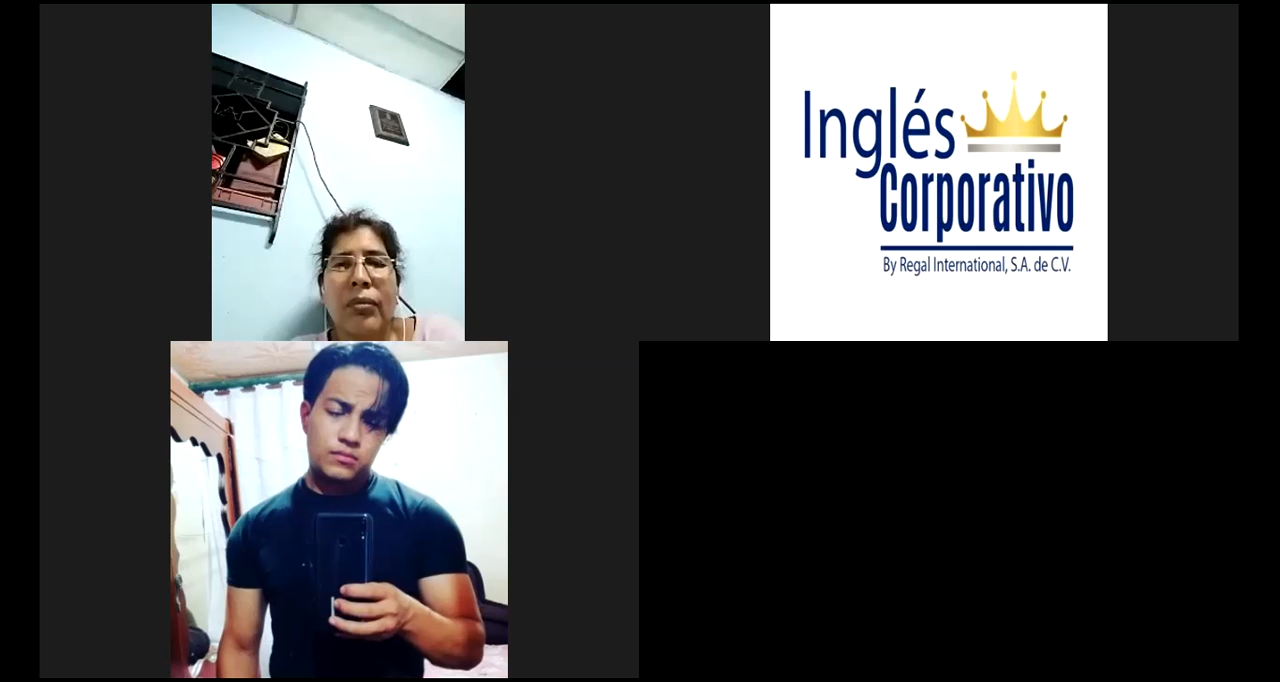 Inglés
Corporativo
By Regal International, S.A. de C.V.